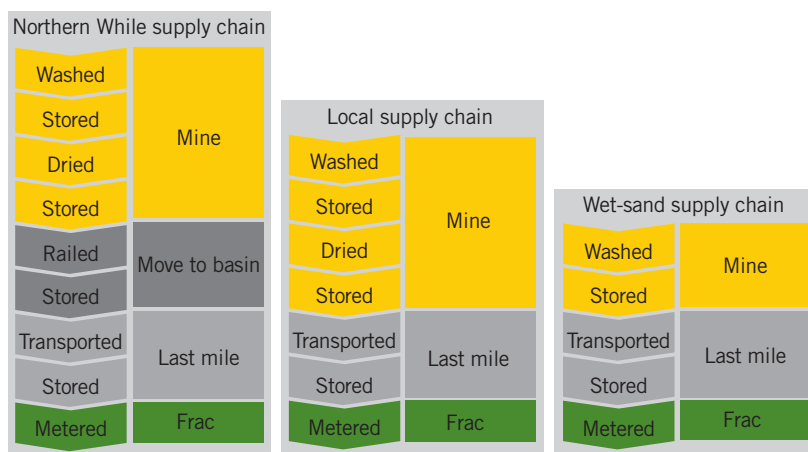 Northern While supply chain
Washed
Stored
Dried
Stored
Mine
Railed
Stored
Move to basin
Transported
Stored
Last mile
Metered
Frac
Local supply chain
Washed
Stored
Dried
Stored
Mine
Transported
Stored
Last mile
Metered
Frac
Wet-sand supply chain
Washed
Stored
Mine
Transported
Stored
Last mile
Metered
Frac